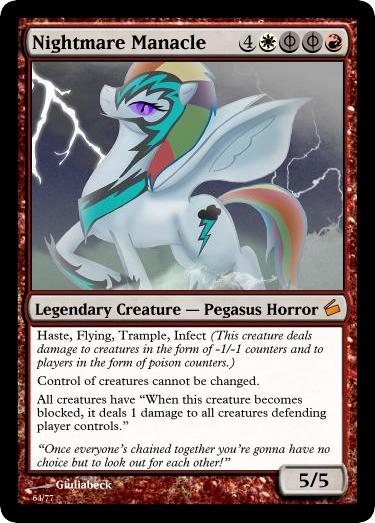 Nightmare Manacle 4
Legendary Creature — Pegasus Horror
Haste, Flying, Trample, Infect (This creature deals
damage to creatures in the form of -1/-1 counters and to
players in the form of poison counters.)
Control of creatures cannot be changed.
All creatures have “When this creature becomes
blocked, it deals 1 damage to all creatures defending
player controls.”
“Once everyone's chained together you're gonna have no
choice but to look out for each other!”
5/5
Giuliabeck
64/77